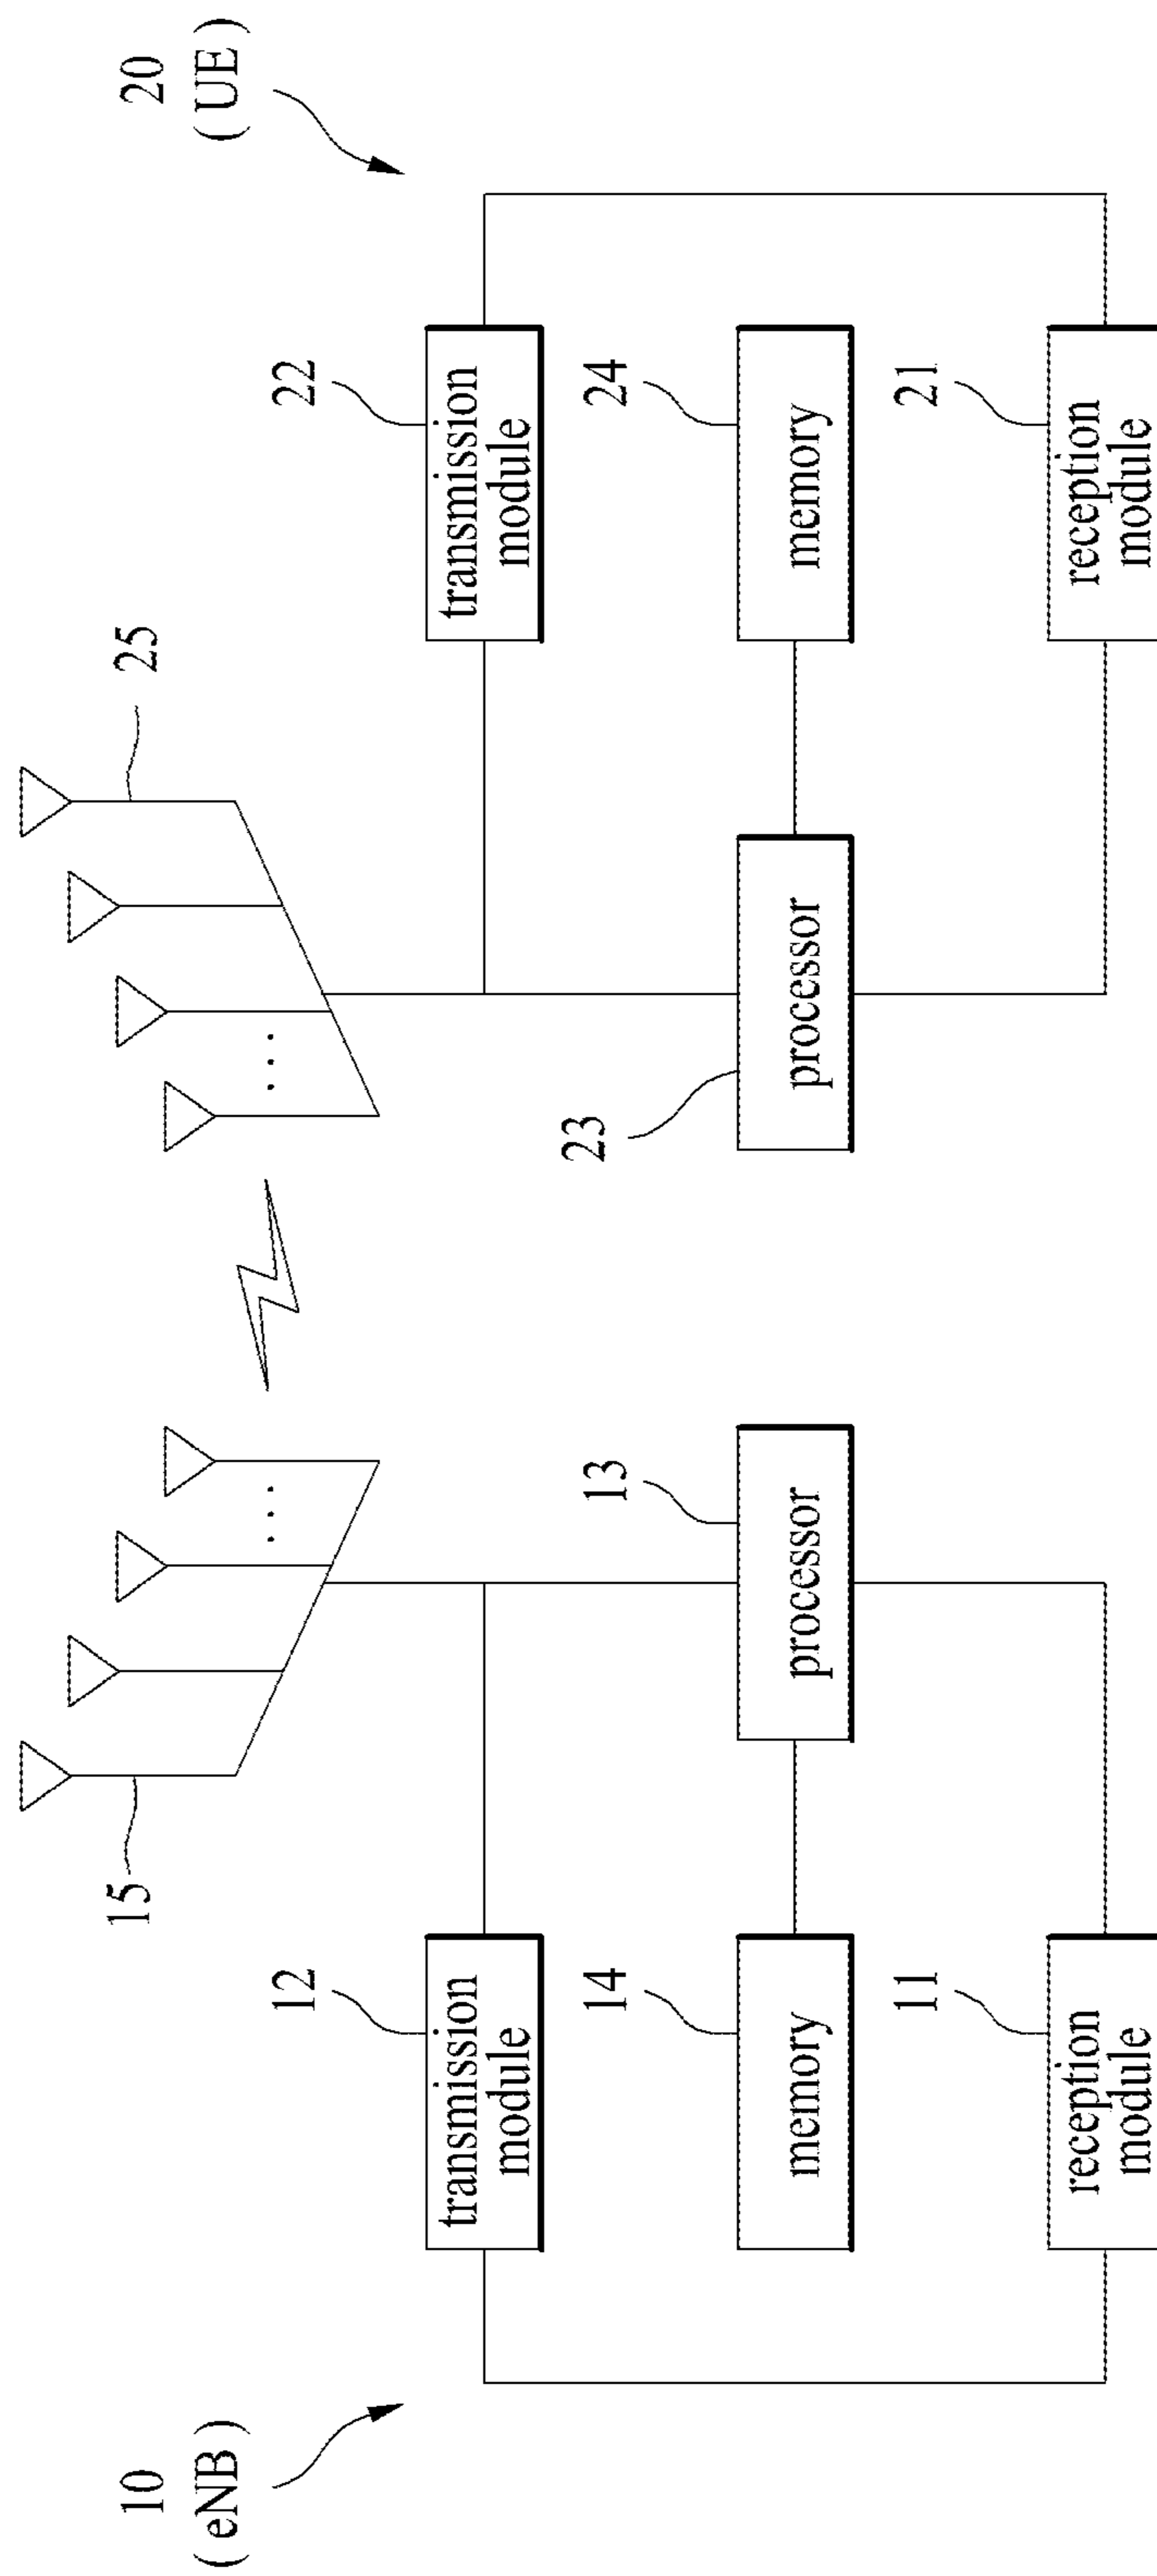 10
( eNB )
20
( UE )
15
25
12
transmission
module
22
transmission
module
. . .
. . .
13
processor
23
processor
14
memory
24
memory
11
reception
module
21
reception
module